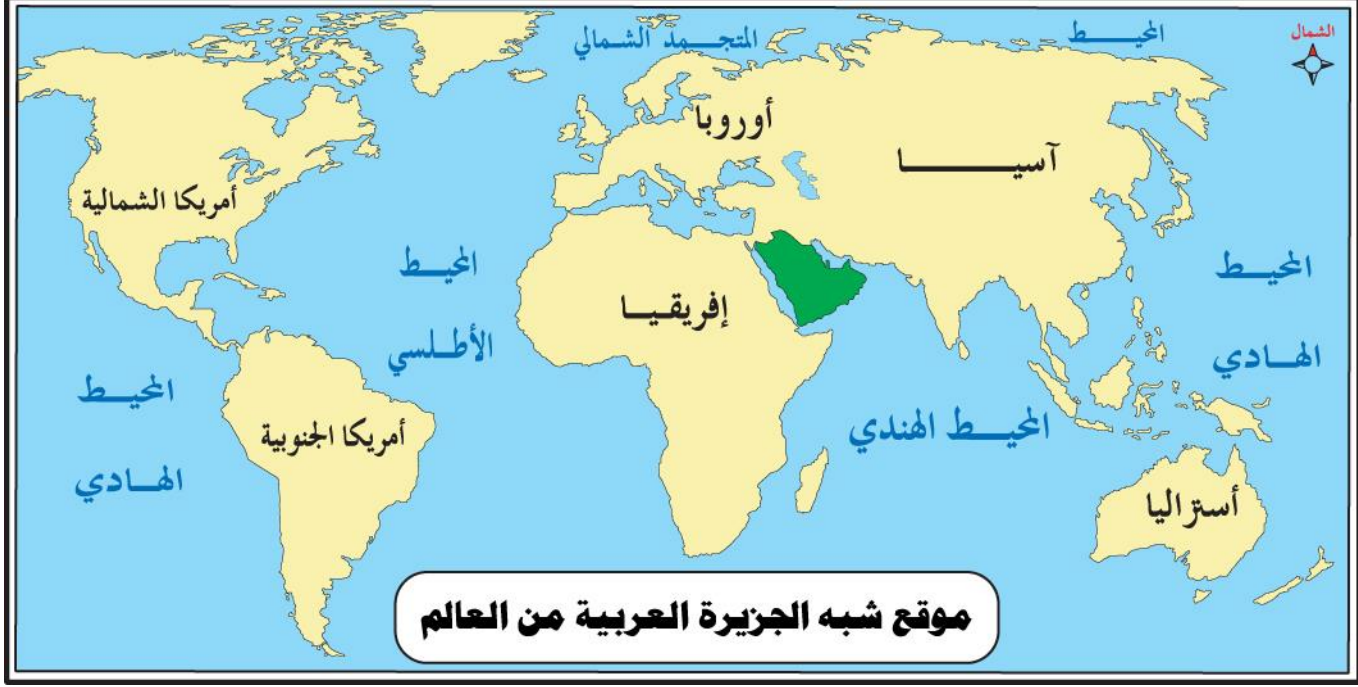 الشمال
المحيط
المتجمد الشمالي
أوروبا
آسيا
أمريكا الشمالية
المحيط
الهادي
المحيط
الأطلسي
إفريقيا
المحيط
الهادي
أمريكا الجنوبية
المحيط الهندي
أستراليا
موقع شبه الجزيرة العربية من العالم